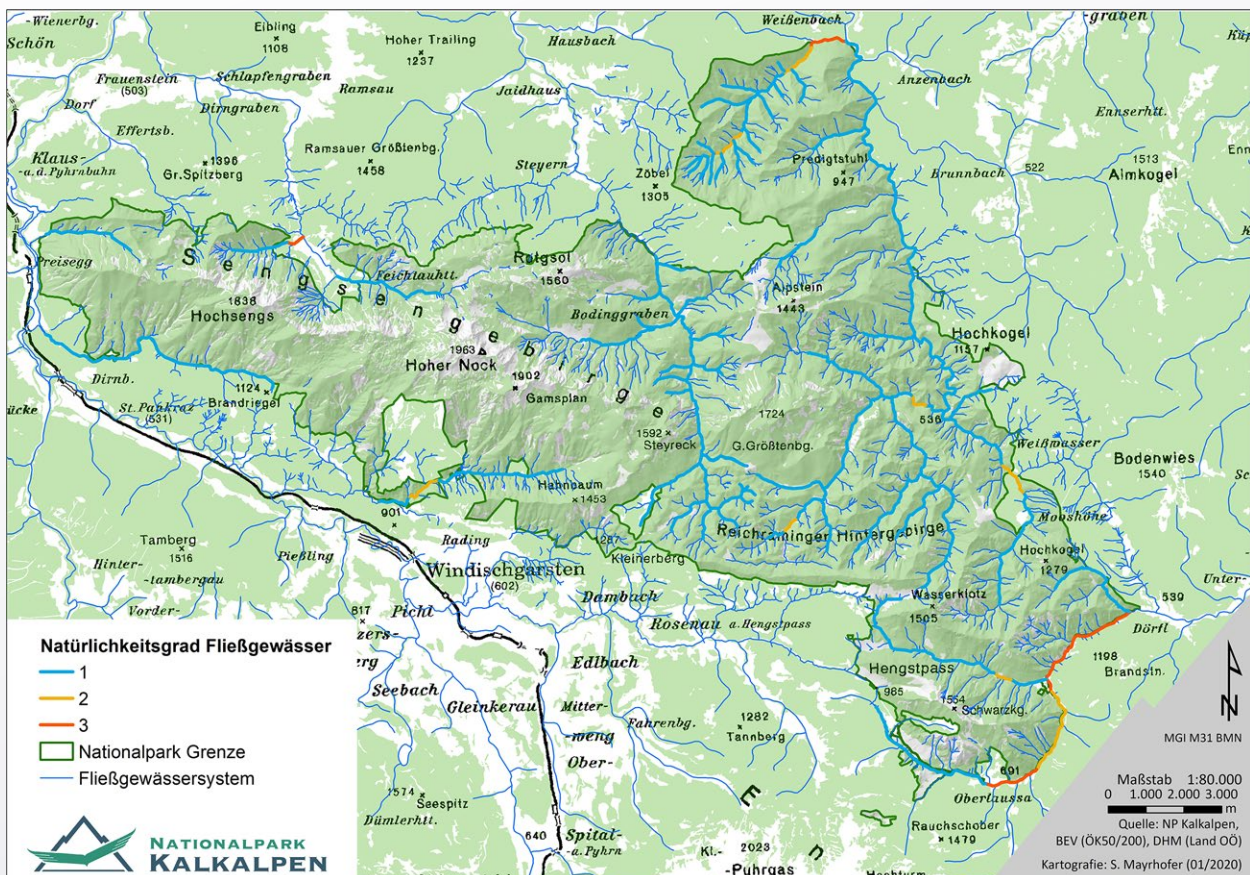 -Wienerbg.
Schön
Eibling
1108
Hoher Trailing
1237
Hausbach
Weißenbach
-graben
Frauenstein
(503)
Schlapfengraben
Ramsau
Jaidhaus
Anzenbach
Dorf
Dirngraben
Ennserhtt.
Effertsb.
Klaus-
-a.d. Pyhrnbahn
1396
Gr.Spitzberg
Ramsauer Größtenbg.
1458
Steyern
Zöbel
1305
Predigtstuhl
947
Brunnbach
522
1513
Almkogel
Preisegg
Sengsengebirge
Feichtauhtt.
Rotgsol
1560
Alpstein
1443
1838
Hochsengs
Bodinggraben
Hochkogel
1157
1963
Hoher Nock
1902
Gamsplan
Dirnb.
1124
Brandriegel
ücke
St. Pankraz
(531)
1592
Steyreck
1724
G.Größtenbg.
536
Weißwasser
Bodenwies
1540
Hahnbaum
1453
901
Reichraminger Hintergebirge
Mooshöhe
Tamberg
1516
Pießling
Rading
1287
Kleinerberg
Hochkogel
1279
Hinter-
-tambergau
Windischgarsten
(602)
Unter-
Vorder-
817
Pichl
Dambach
Wasserklotz
1505
539
Dörfl
Rosenau a.Hengstpass
Edlbach
Hengstpass
1198
Brandstn.
Seebach
Gleinkerau
Mitter-
-weng
Fahrenbg.
1282
Tannberg
985
1554
Schwarzkg.
Ober-
691
Oberlaussa
1574
Seespitz
Dümlerhtt.
640
Spital-
-a. Pyhrn
E
n
Kl.-
2023
-Puhrgas
Rauchschober
1479
Natürlichkeitsgrad Fließgewässer
1
2
3
Nationalpark Grenze
Fließgewässersystem
NATIONALPARK
KALKALPEN
N
MGI M31 BMN
Maßstab 1:80.000
0 1.000 2.000 3.000
m
Quelle: NP Kalkalpen,
BEV (ÖK50/200), DHM (Land OÖ)
Kartografie: S. Mayrhofer (01/2020)